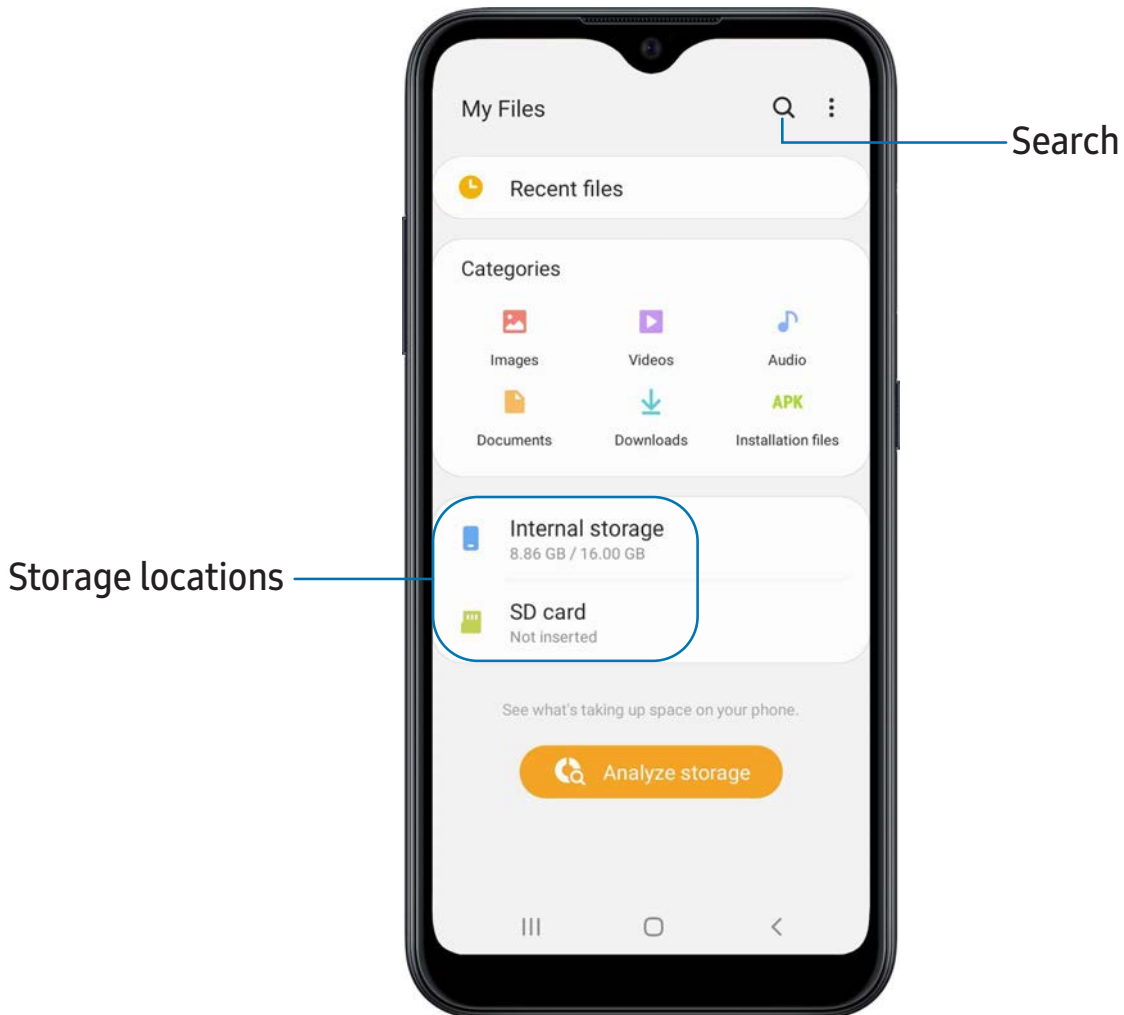 My Files
Search
Recent files
Categories
Images Videos Audio
APK
Documents Downloads Installation files
Storage locations
Internal storage
8.86 GB / 16.00 GB
SD card
Not inserted
See what's taking up space on your phone.
Analyze storage